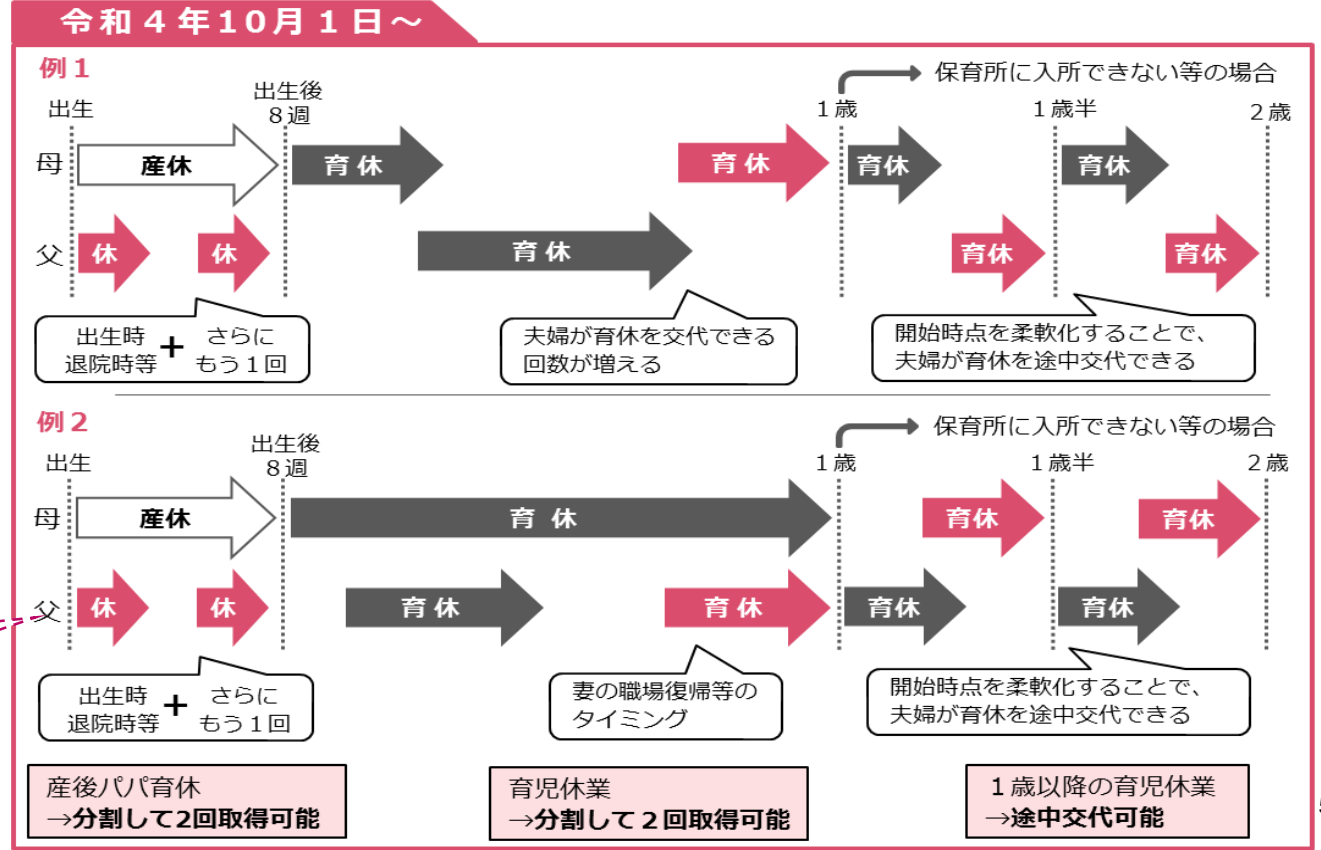 令和４年10月１日～
例１
保育所に入所できない等の場合
出生
出生後
８週
１歳
１歳半
２歳
母
産休
育休
育休
育休
育休
父
休
休
育休
育休
育休
出生時
退院時等
＋
さらに
もう１回
夫婦が育休を交代できる
回数が増える
開始時点を柔軟化することで、
夫婦が育休を途中交代できる
例２
保育所に入所できない等の場合
出生
出生後
８週
１歳
１歳半
２歳
母
産休
育休
育休
育休
父
休
休
育休
育休
育休
育休
出生時
退院時等
＋
さらに
もう１回
妻の職場復帰等の
タイミング
開始時点を柔軟化することで、
夫婦が育休を途中交代できる
産後パパ育休
→分割して2回取得可能
育児休業
→分割して２回取得可能
１歳以降の育児休業
→途中交代可能